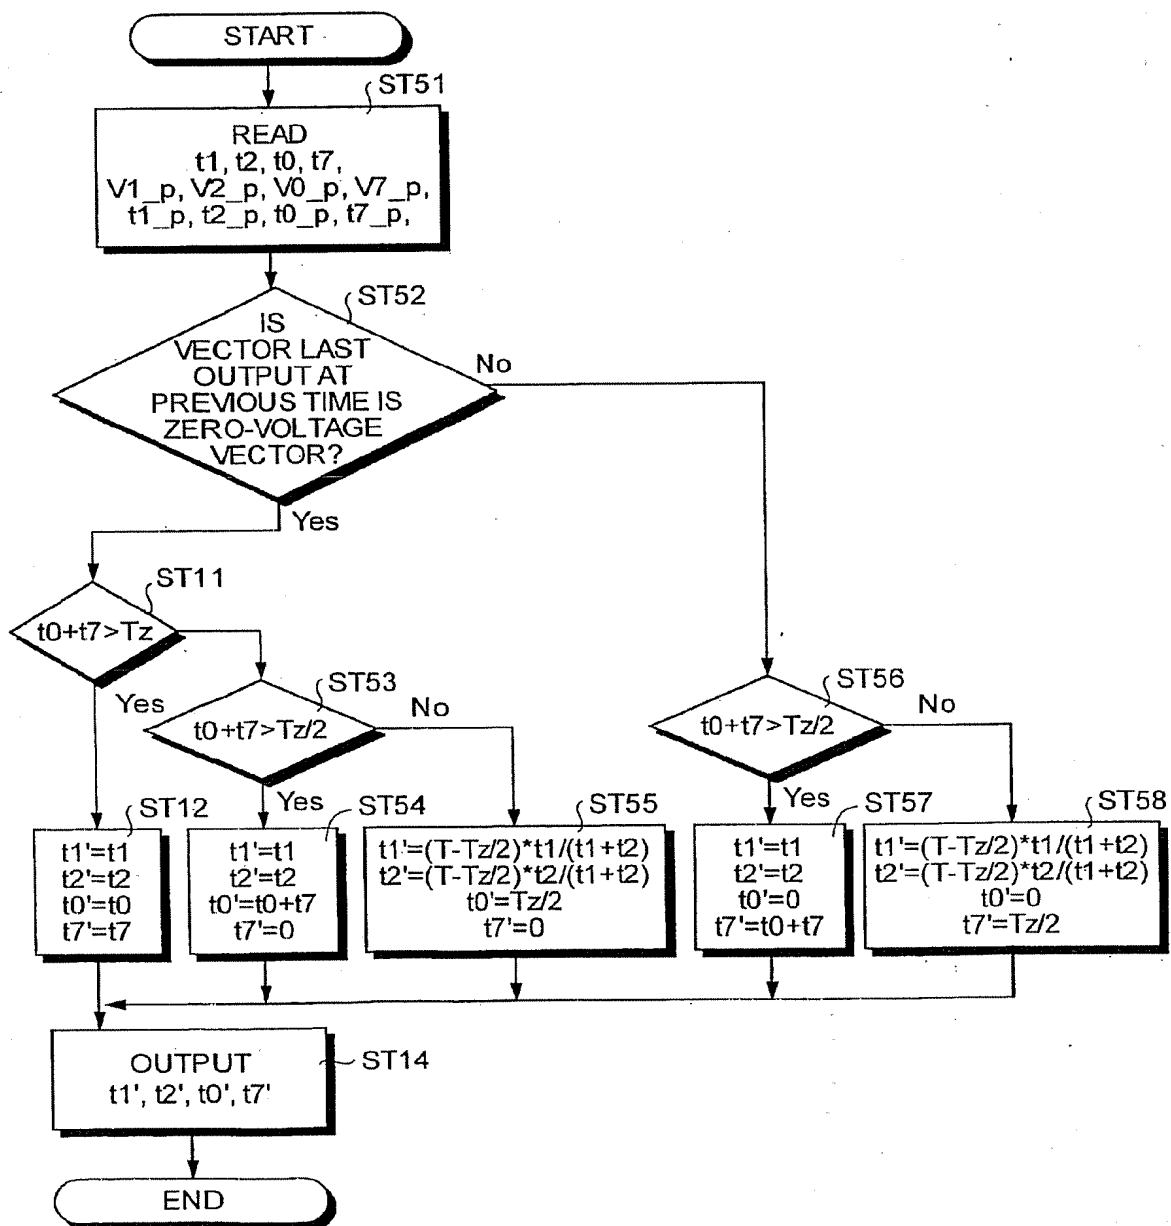 START
ST51
READ
t1, t2, t0, t7,
V1_p, V2_p, V0_p, V7_p,
t1_p, t2_p, t0_p, t7_p,
ST52
IS
VECTOR LAST
OUTPUT AT
PREVIOUS TIME IS
ZERO-VOLTAGE
VECTOR?
No
Yes
ST11
t0+t7>Tz
Yes
ST53
t0+t7>Tz/2
No
Yes
ST56
t0+t7>Tz/2
No
Yes
ST12
t1'=t1
t2'=t2
t0'=t0
t7'=t7
ST54
t1'=t1
t2'=t2
t0'=t0+t7
t7'=0
ST55
t1'=(T-Tz/2)*t1/(t1+t2)
t2'=(T-Tz/2)*t2/(t1+t2)
t0'=Tz/2
t7'=0
ST57
t1'=t1
t2'=t2
t0'=0
t7'=t0+t7
ST58
t1'=(T-Tz/2)*t1/(t1+t2)
t2'=(T-Tz/2)*t2/(t1+t2)
t0'=0
t7'=Tz/2
OUTPUT
t1', t2', t0', t7'
ST14
END